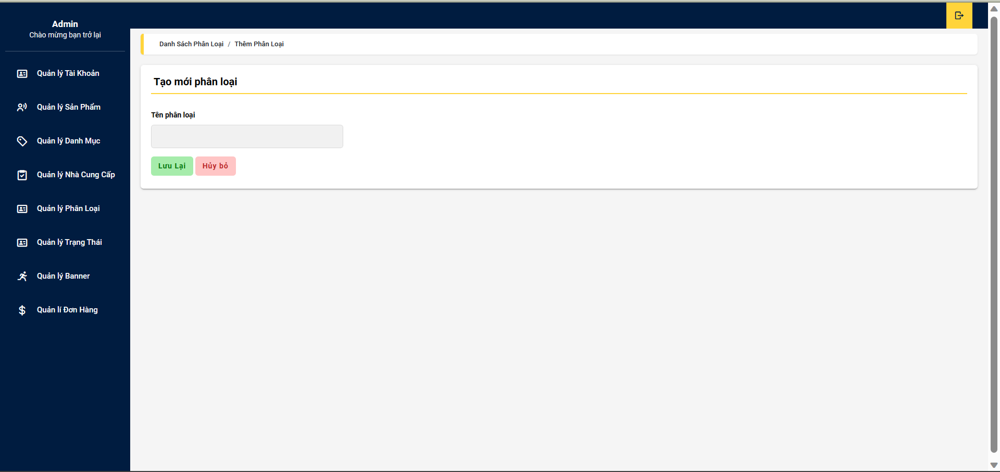 Admin
Chào mừng bạn trở lại
Quản lý Tài Khoản
Quản lý Sản Phẩm
Quản lý Danh Mục
Quản lý Nhà Cung Cấp
Quản lý Phân Loại
Quản lý Trạng Thái
Quản lý Banner
Quản lí Đơn Hàng
Danh Sách Phân Loại / Thêm Phân Loại
Tạo mới phân loại
Tên phân loại
Lưu Lại Hủy bỏ